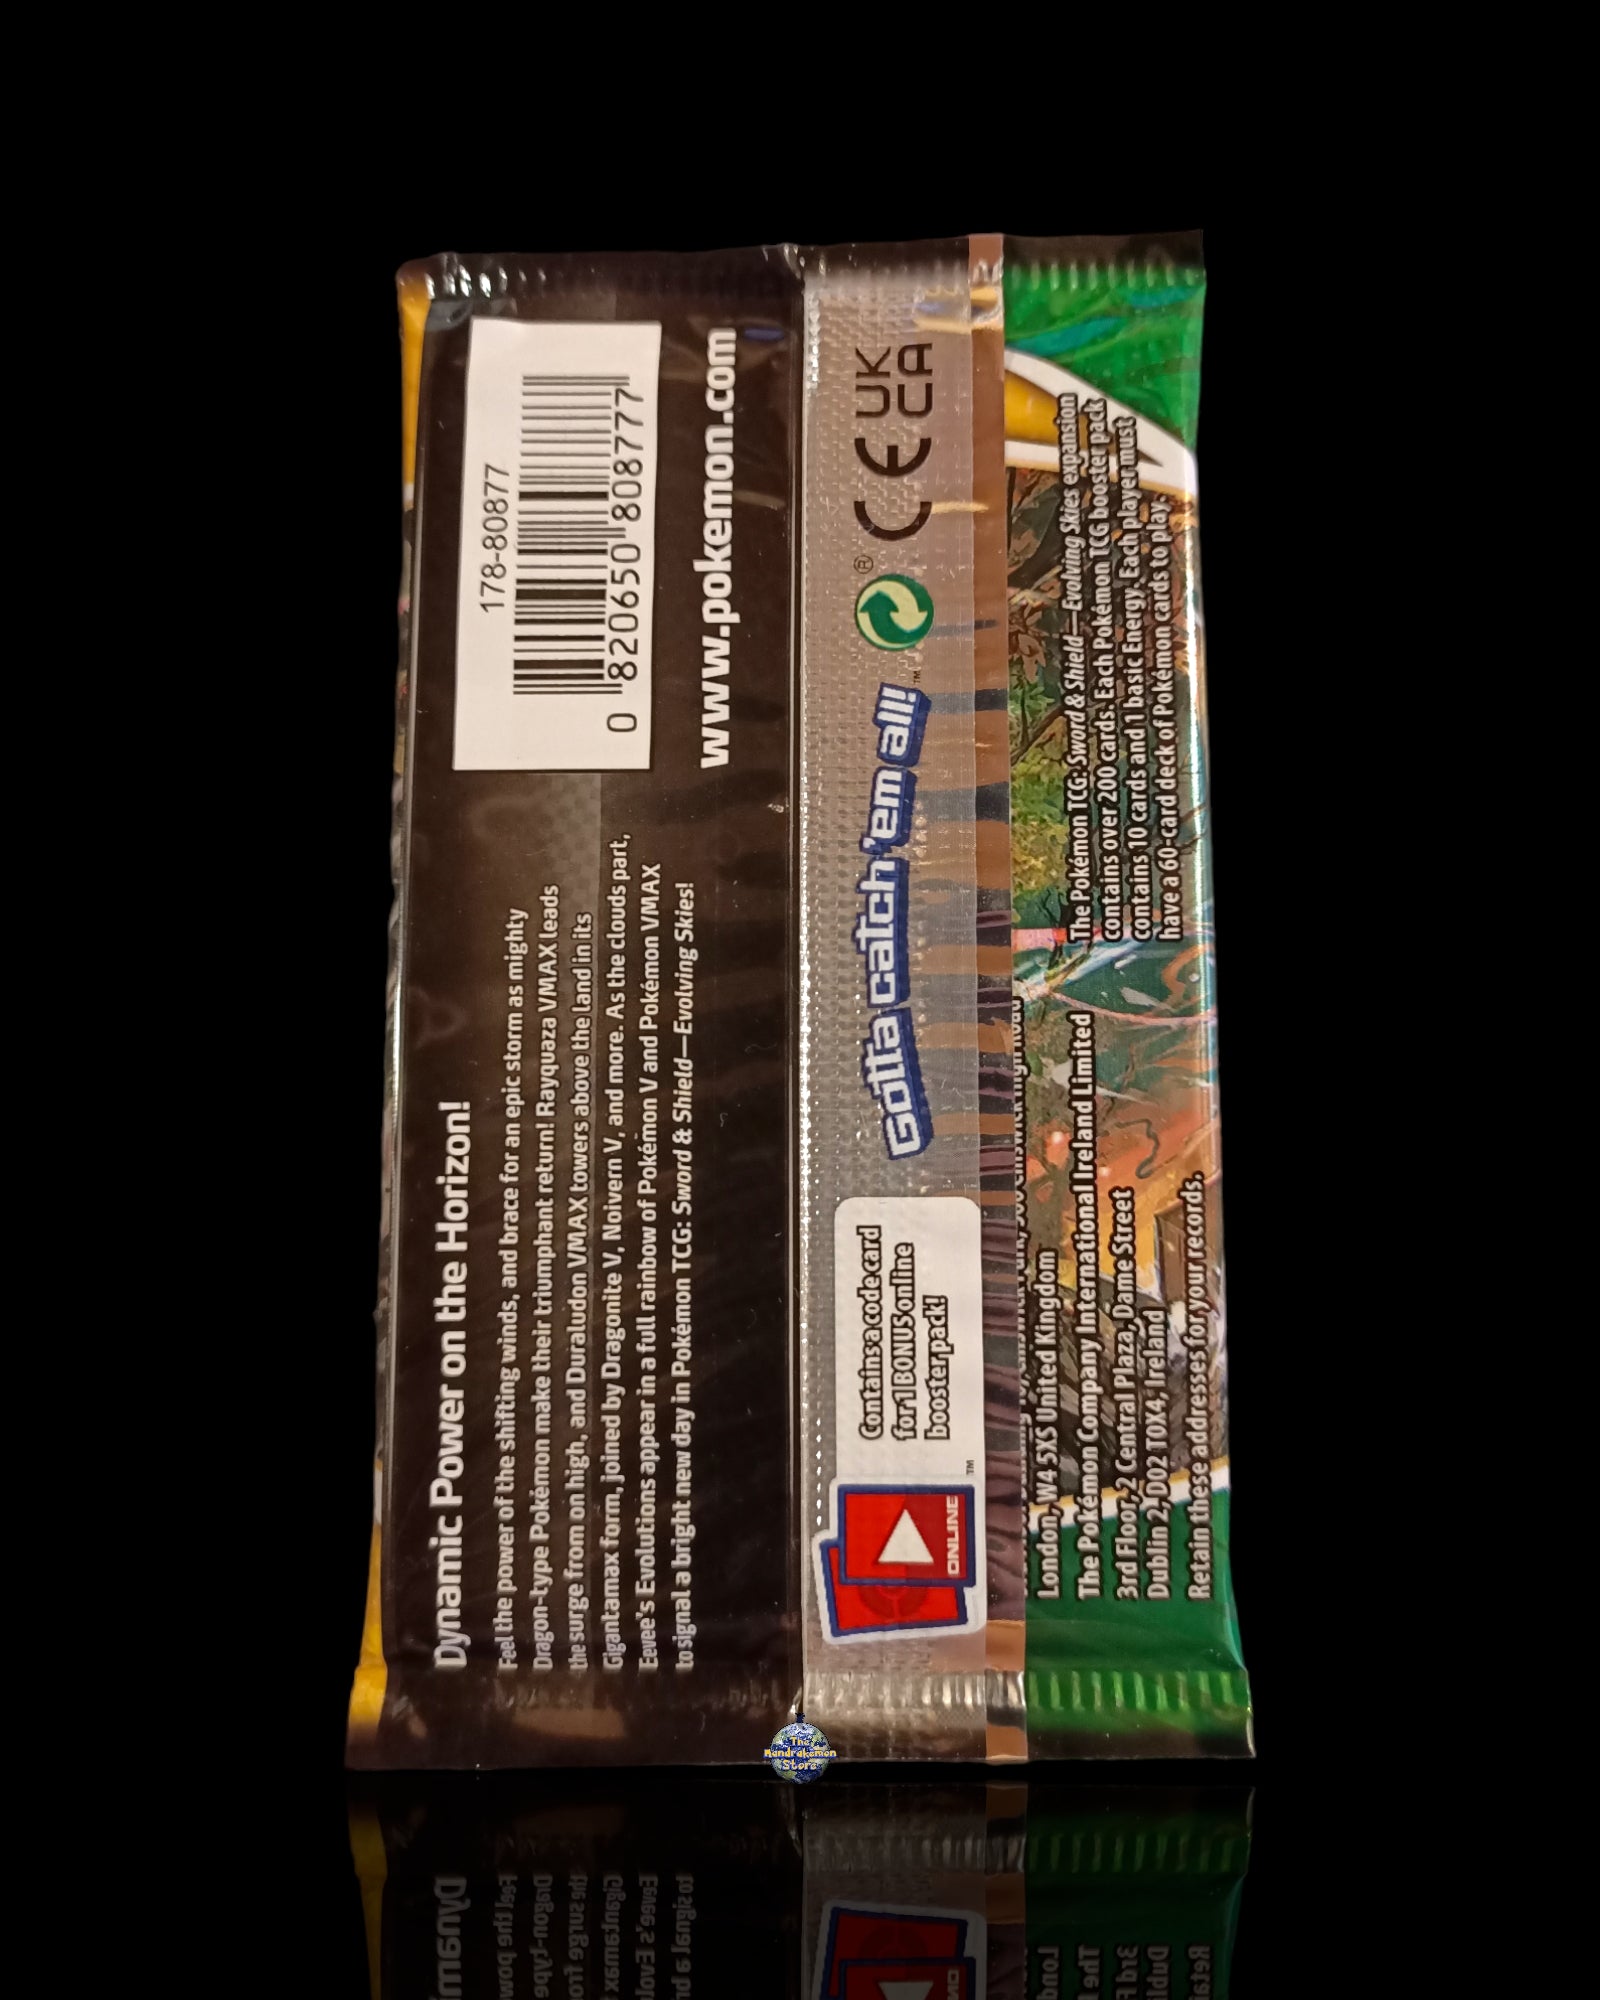 Dynamic Power on the Horizon!
Feel the power of the shifting winds, and brace for an epic storm as mighty
Dragon-type Pokémon make their triumphant return! Rayquaza VMAX leads
the surge from on high, and Duraludon VMAX towers above the land in its
Gigantamax form, joined by Dragonite V, Noivern V, and more. As the clouds part,
Eevee's Evolutions appear in a full rainbow of Pokémon V and Pokémon VMAX
to signal a bright new day in Pokémon TCG: Sword & Shield—Evolving Skies!
178-80877
0 820650 808777
www.pokemon.com
ONLINE
TM
Contains a code card
for 1 BONUS online
booster pack!
Gotta catch 'em all!™
®
CE
UK
CA
London, W4 5XS United Kingdom
The Pokémon Company International Ireland Limited
3rd Floor, 2 Central Plaza, Dame Street
Dublin 2, D02 T0X4, Ireland
Retain these addresses for your records.
The Pokémon TCG: Sword & Shield—Evolving Skies expansion
contains over 200 cards. Each Pokémon TCG booster pack
contains 10 cards and 1 basic Energy. Each player must
have a 60-card deck of Pokémon cards to play.
The
Mandrakemon
Store